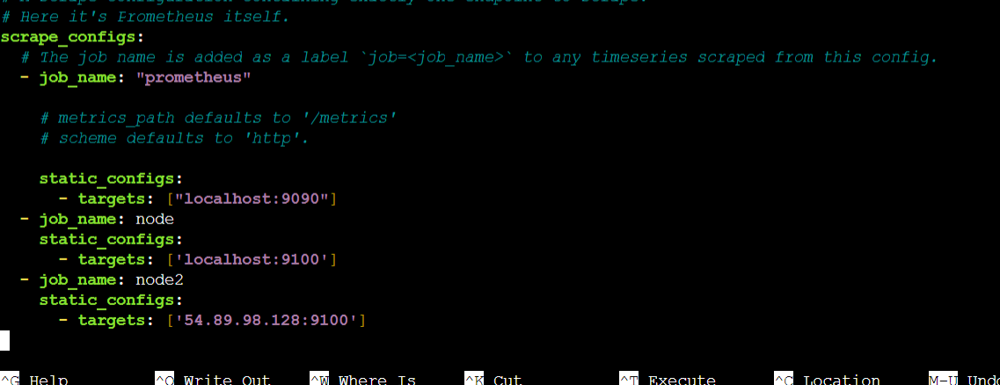 # Here it's Prometheus itself.
scrape_configs:
  # The job name is added as a label `job=<job_name>` to any timeseries scraped from this config.
  - job_name: "prometheus"
    # metrics_path defaults to '/metrics'
    # scheme defaults to 'http'.
    static_configs:
      - targets: ["localhost:9090"]
  - job_name: node
    static_configs:
      - targets: ['localhost:9100']
  - job_name: node2
    static_configs:
      - targets: ['54.89.98.128:9100']
^G Help ^O Write Out ^W Where Is ^K Cut ^T Execute ^C Location M-U Undo